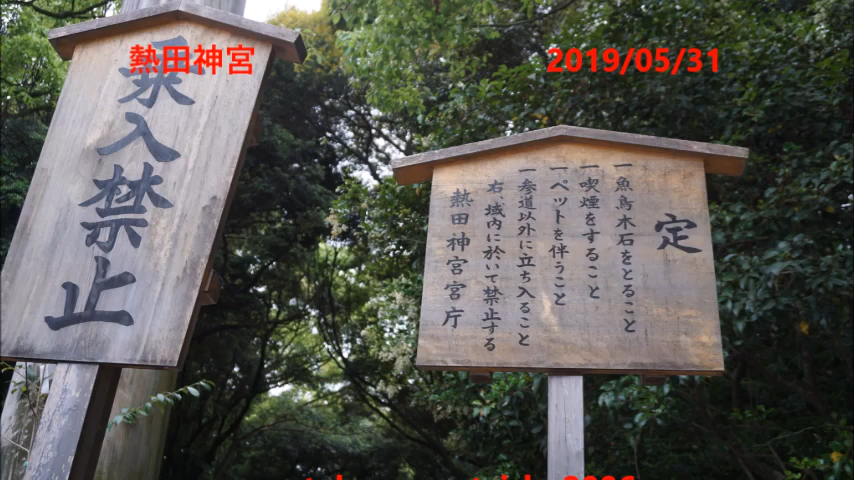 熱田神宮
2019/05/31
乗入禁止
定
一魚鳥木石をとること
一喫煙をすること
一ペットを伴うこと
一参道以外に立ち入ること
右、域内に於いて禁止する
熱田神宮宮庁